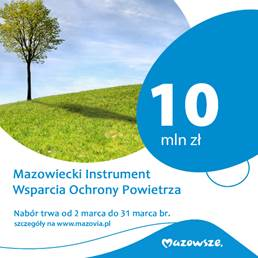 10
mln zł
Mazowiecki Instrument
Wsparcia Ochrony Powietrza
Nabór trwa od 2 marca do 31 marca br.
szczegóły na www.mazovia.pl
Mazowsze.